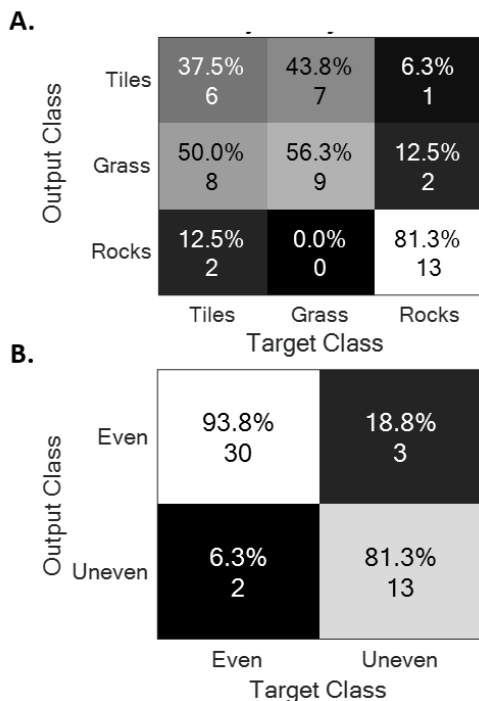 A.
Output Class
Tiles
37.5%
43.8%
6.3%
6
7
1
Grass
50.0%
56.3%
12.5%
8
9
2
Rocks
12.5%
0.0%
81.3%
2
0
13
Tiles
Grass
Rocks
Target Class
B.
Output Class
Even
93.8%
18.8%
30
3
Uneven
6.3%
81.3%
2
13
Even
Uneven
Target Class